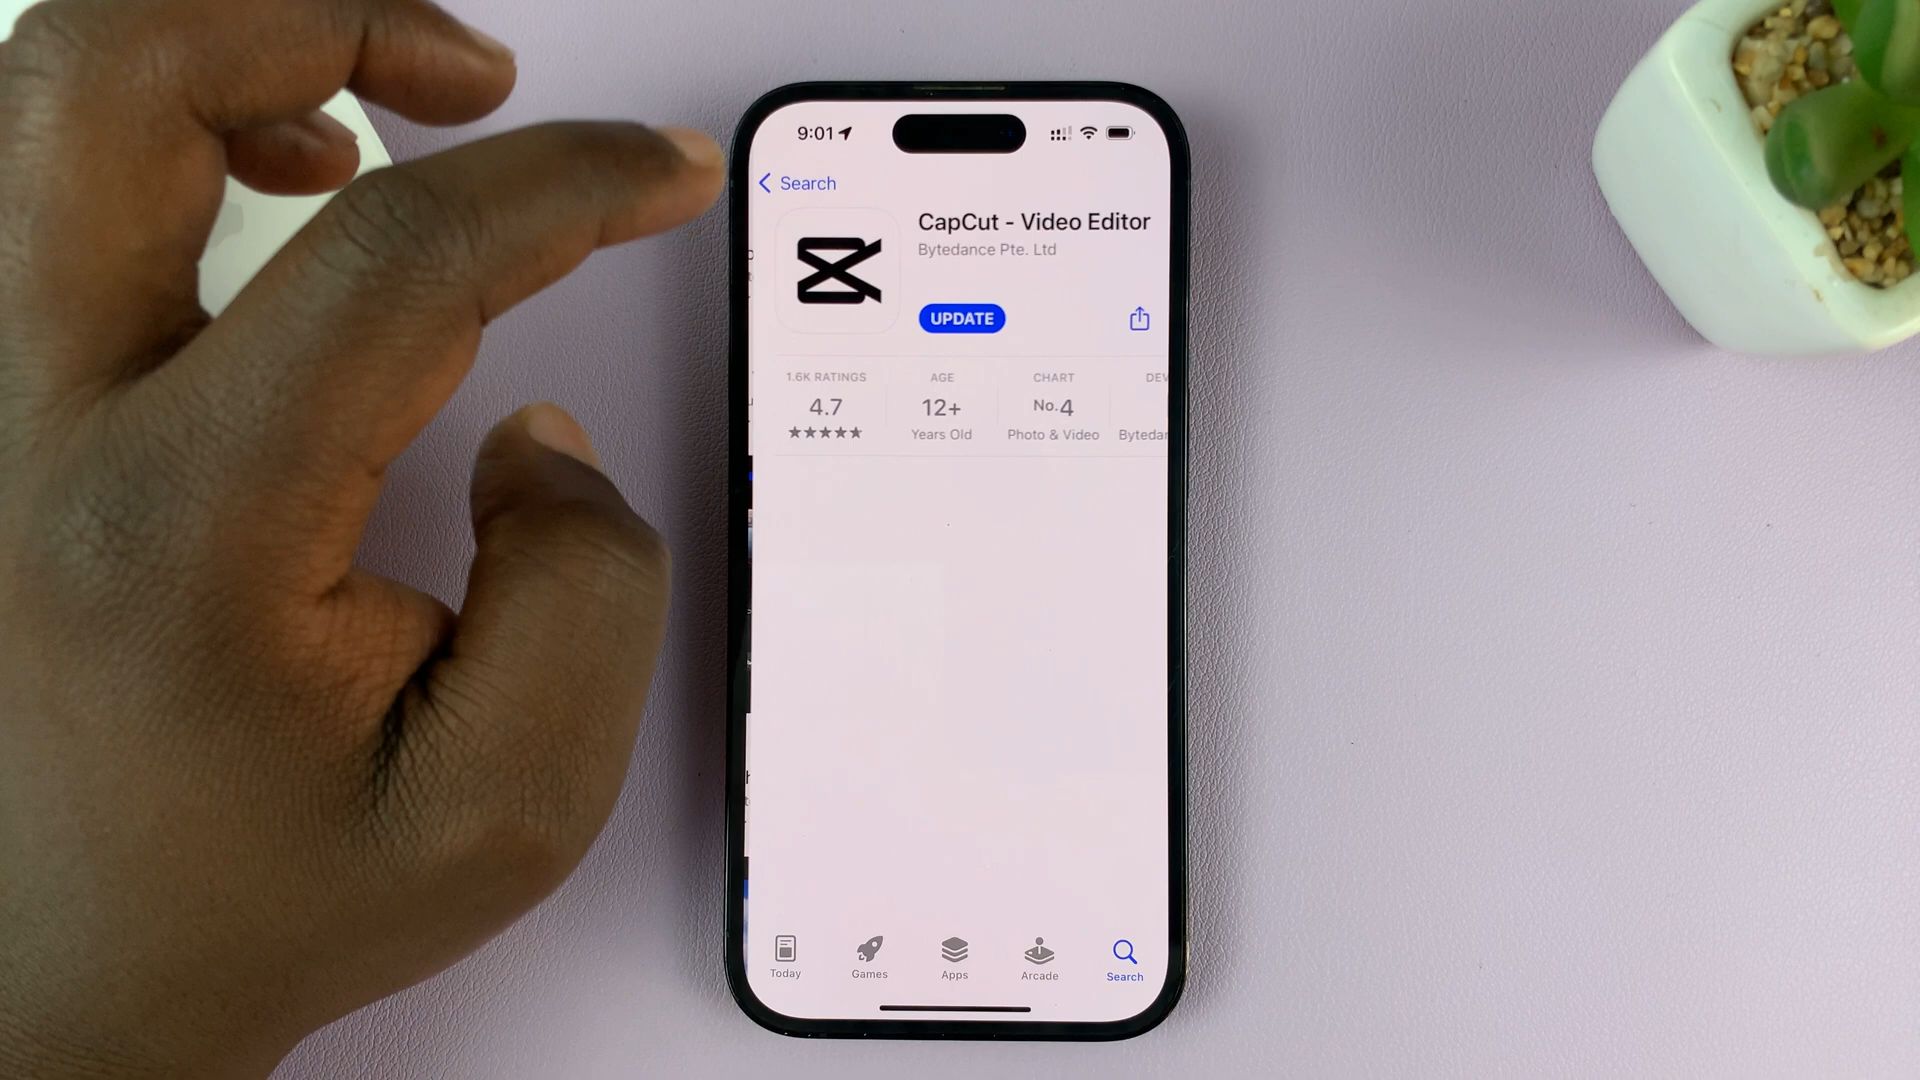 9:01
Search
CapCut - Video Editor
Bytedance Pte. Ltd
UPDATE
1.6K RATINGS
4.7
AGE
12+
Years Old
CHART
No.4
Photo & Video
DEV
Bytedan
Today
Games
Apps
Arcade
Search